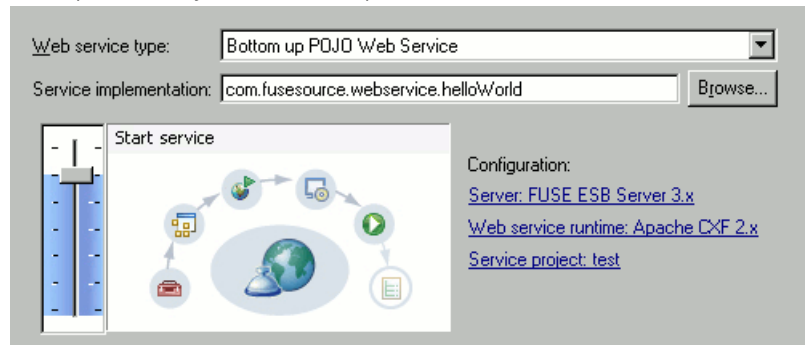 Web service type: Bottom up POJO Web Service
Service implementation: com.fusesource.webservice.helloWorld Browse...
Start service
Configuration:
Server: FUSE ESB Server 3.x
Web service runtime: Apache CXF 2.x
Service project: test